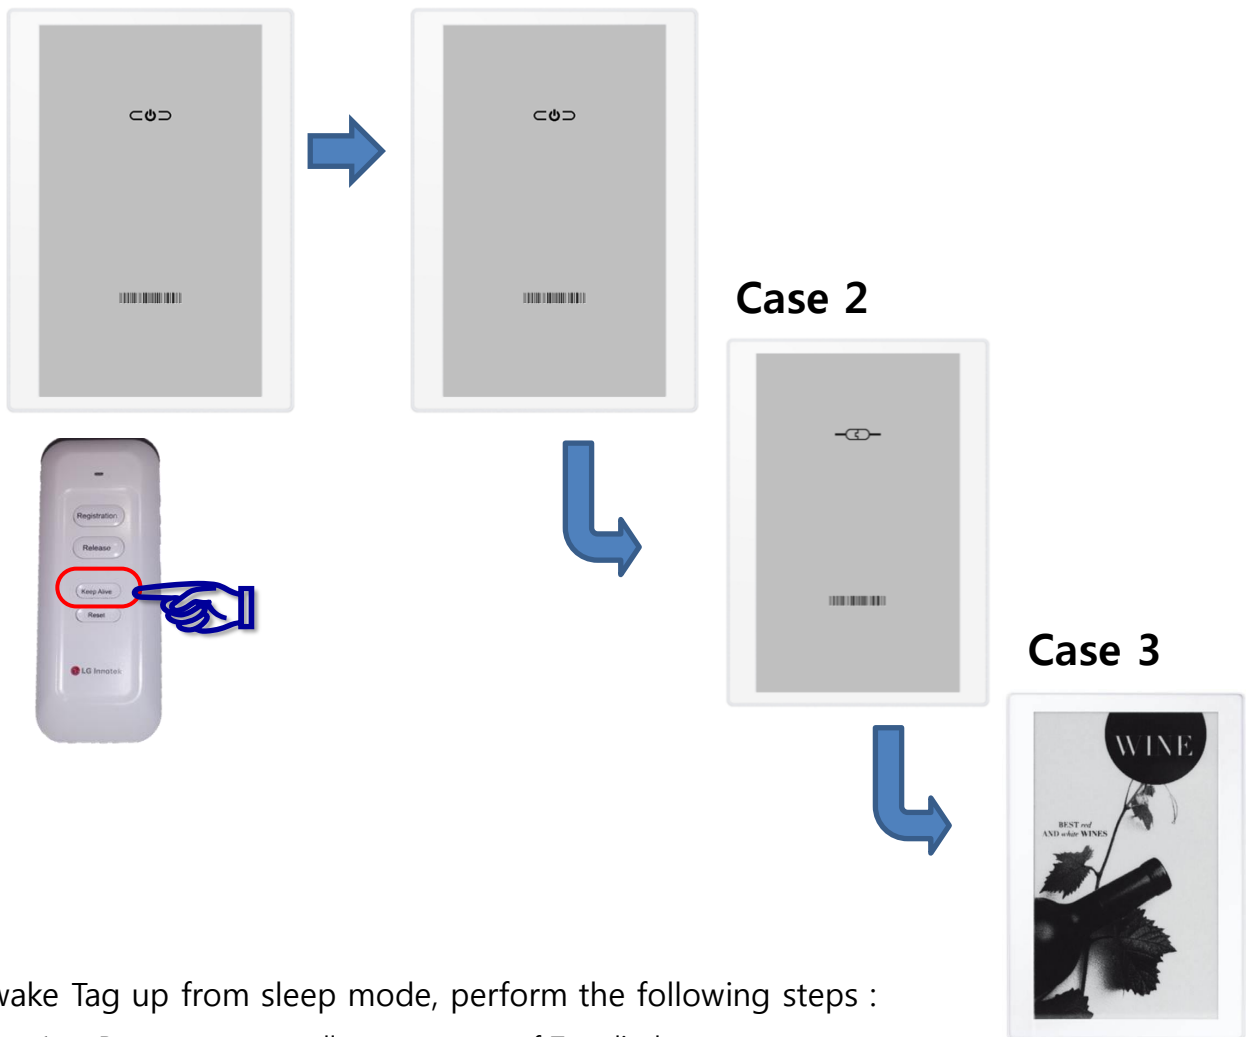 Case 2
Registration
Release
Keep Alive
Reset
LG Innotek
Case 3
WINE
BEST red
AND white WINES
wake Tag up from sleep mode, perform the following steps :